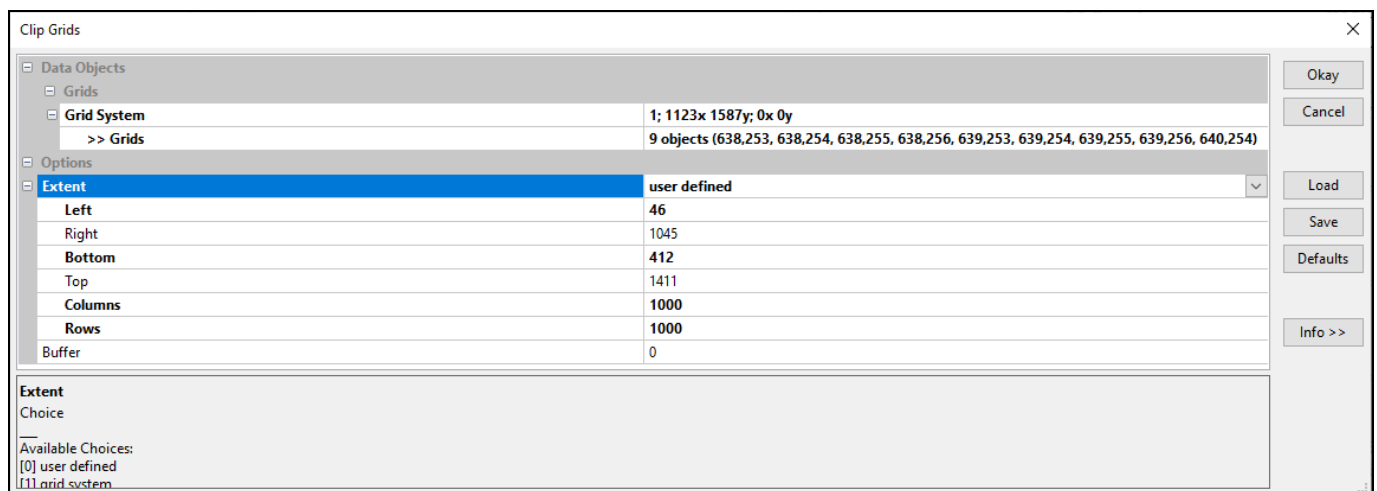 Clip Grids
Data Objects
Okay
Grids
Grid System 1; 1123x 1587y; 0x 0y
Cancel
>> Grids 9 objects (638,253, 638,254, 638,255, 638,256, 639,253, 639,254, 639,255, 639,256, 640,254)
Options
Extent user defined
Load
Left 46
Save
Right 1045
Bottom 412
Defaults
Top 1411
Columns 1000
Rows 1000
Info >>
Buffer 0
Extent
Choice
__
Available Choices:
[0] user defined
[1] grid system